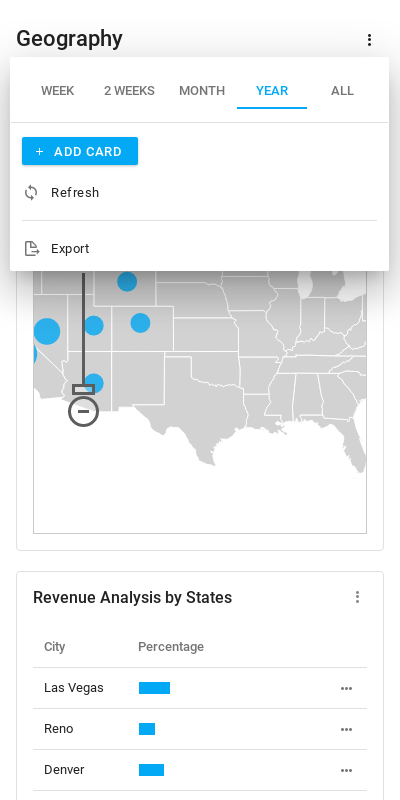 Geography
WEEK 2 WEEKS MONTH YEAR ALL
+ ADD CARD
Refresh
Export
Revenue Analysis by States
City Percentage
Las Vegas
Reno
Denver